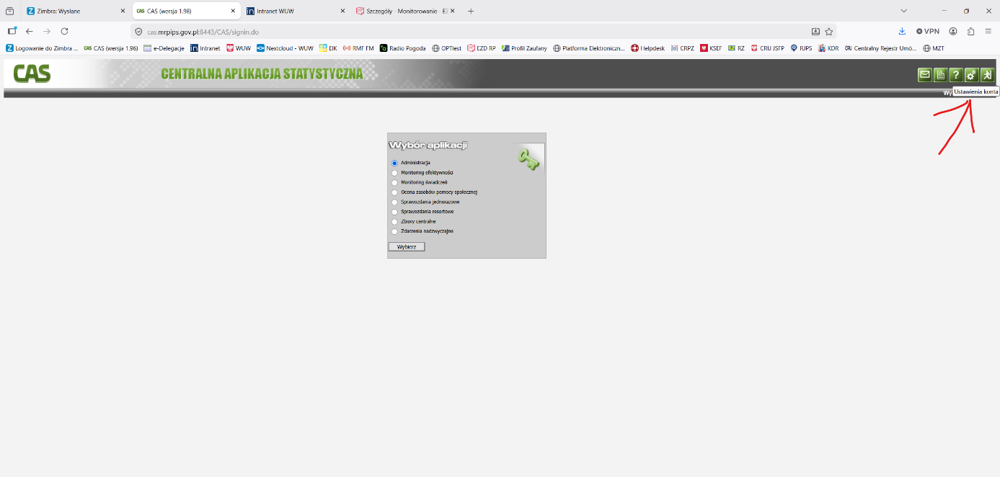 Zimbra: Wysłane
CAS CAS (wersja 1.98)
Intranet WUW
Szczegóły - Monitorowanie - EZ
cas.mrpips.gov.pl:8443/CAS/signin.do
VPN
Logowanie do Zimbra ...
CAS CAS (wersja 1.96)
e-Delegacje
Intranet
WUW
Nextcloud - WUW
EIK
RMF FM
Radio Pogoda
OPTIest
EZD RP
Profil Zaufany
Platforma Elektroniczn...
Helpdesk
CRPZ
KSEF
RŻ
CRU JSFP
RJPS
KDR
Centralny Rejestr Umó...
MZT
CAS
CENTRALNA APLIKACJA STATYSTYCZNA
Wy
Ustawienia konta
Wybór aplikacji
Administracja
Monitoring efektywności
Monitoring świadczeń
Ocena zasobów pomocy społecznej
Sprawozdania jednorazowe
Sprawozdania resortowe
Zbiory centralne
Zdarzenia nadzwyczajne
Wybierz